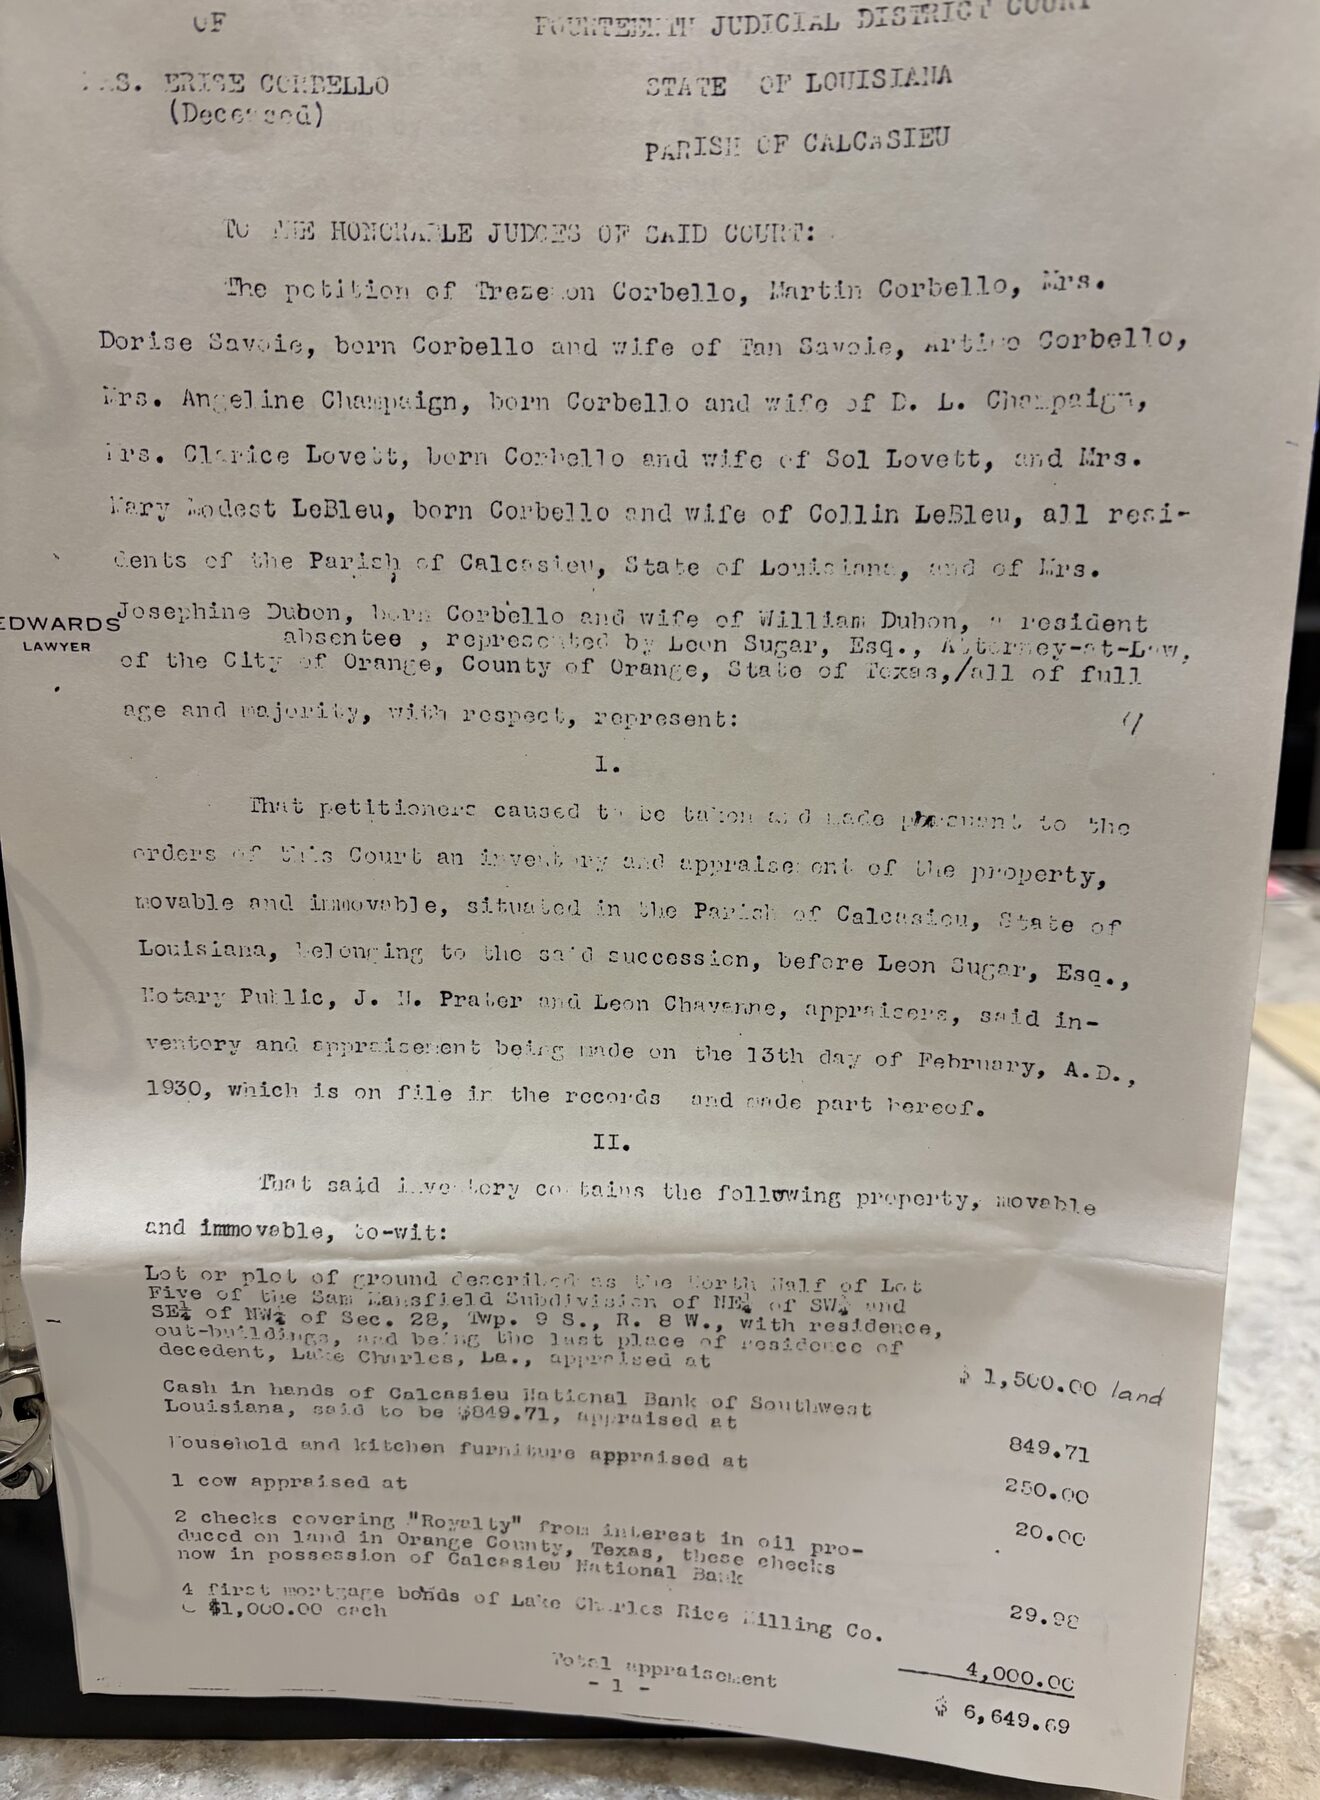 OF FOURTEENTH JUDICIAL DISTRICT COURT
MRS. ERISE CORBELLO STATE OF LOUISIANA
(Deceased)
PARISH OF CALCASIEU
TO THE HONORABLE JUDGES OF SAID COURT:
The petition of Corbello, Martin Corbello, Mrs.
Dorise Savoie, born Corbello and wife of Tan Savoie, Corbello,
Mrs. Angeline Champaign, born Corbello and wife of D. L. Champaign,
Mrs. Clarice Lovett, born Corbello and wife of Sol Lovett, and Mrs.
Mary Modest LeBleu, born Corbello and wife of Collin LeBleu, all resi-
dents of the Parish of Calcasieu, State of Louisiana, and of Mrs.
Josephine Dubon, born Corbello and wife of William Dubon, a resident
EDWARDS
LAWYER
absentee , represented by Leon Sugar, Esq., Attorney-at-Law,
of the City of Orange, County of Orange, State of Texas,/all of full
age and majority, with respect, represent:
I.
That petitioners caused to be taken and made pursuant to the
orders of this Court an inventory and appraisement of the property,
movable and immovable, situated in the Parish of Calcasieu, State of
Louisiana, belonging to the said succession, before Leon Sugar, Esq.,
Notary Public, J. H. Prater and Leon Chavanne, appraisers, said in-
ventory and appraisement being made on the 13th day of February, A.D.,
1930, which is on file in the records and made part hereof.
II.
That said inventory contains the following property, movable
and immovable, to-wit:
Lot or plot of ground described as the North Half of Lot
Five of the Sam Mansfield Subdivision of NE¼ of SW¼ and
SE¼ of NW¼ of Sec. 28, Twp. 9 S., R. 8 W., with residence,
out-buildings, and being the last place of residence of
decedent, Lake Charles, La., appraised at $ 1,500.00 land
Cash in hands of Calcasieu National Bank of Southwest
Louisiana, said to be $849.71, appraised at 849.71
Household and kitchen furniture appraised at 250.00
1 cow appraised at 20.00
2 checks covering "Royalty" from interest in oil pro-
duced on land in Orange County, Texas, these checks
now in possession of Calcasieu National Bank 29.98
4 first mortgage bonds of Lake Charles Rice Milling Co.
@ $1,000.00 each 4,000.00
Total appraisement $ 6,649.69
- 1 -